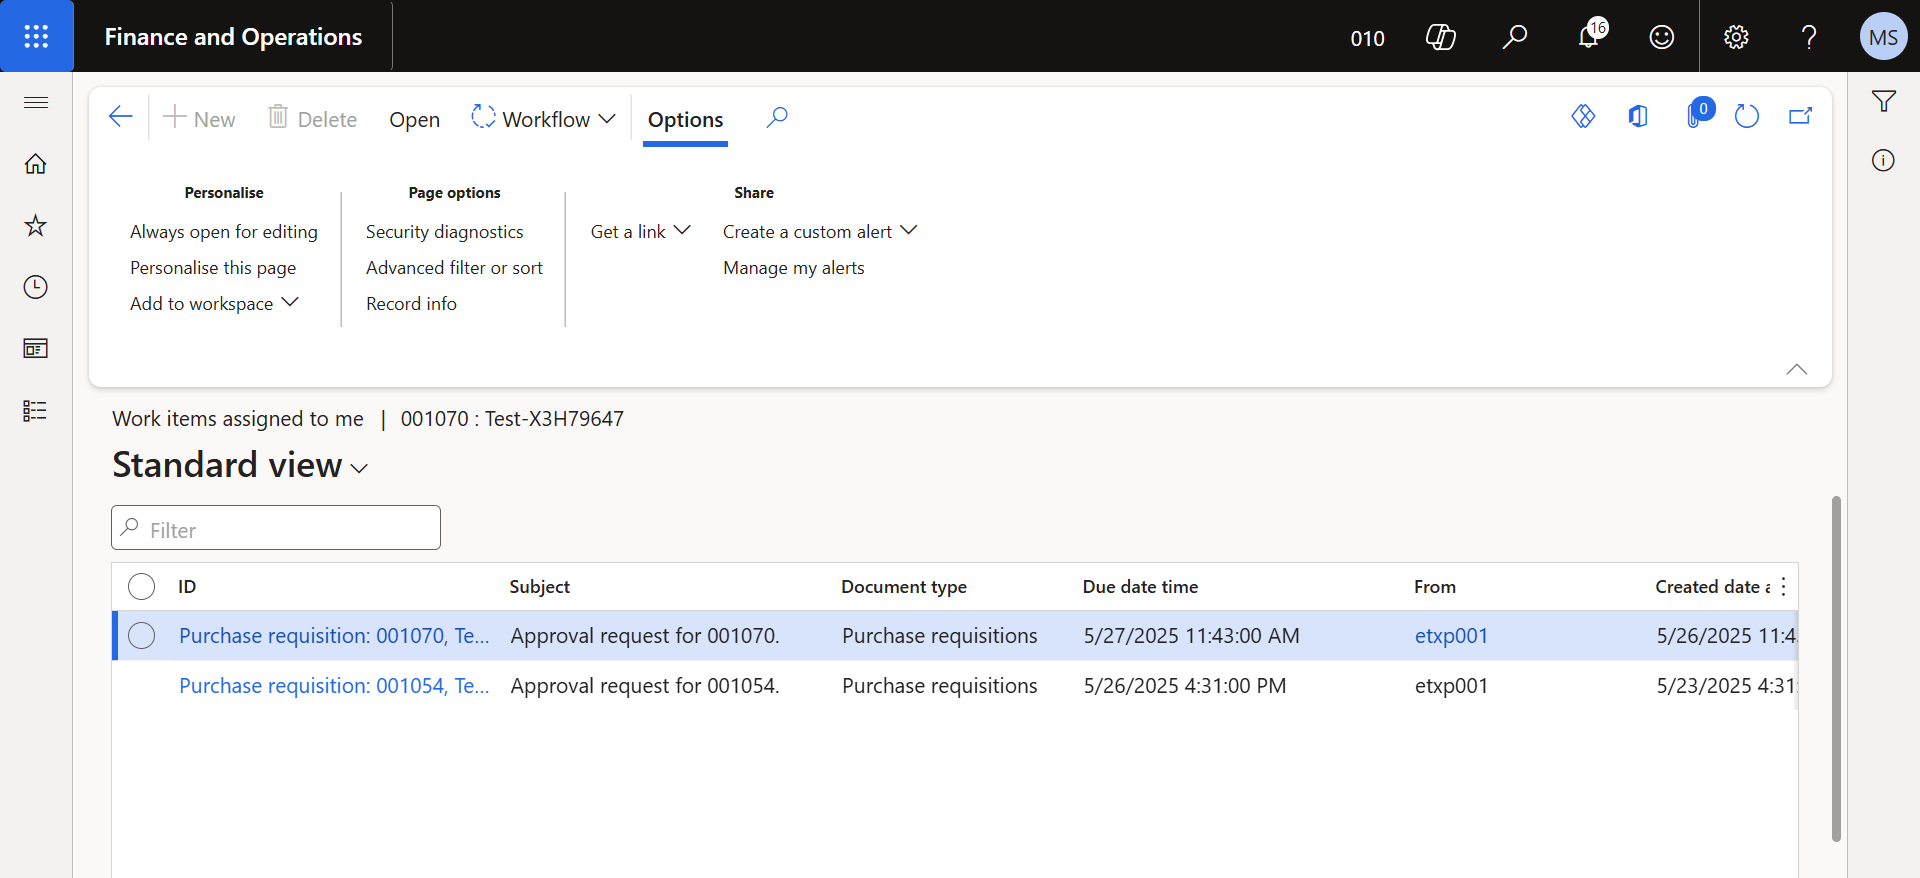 Finance and Operations
010
16
MS
New
Delete
Open
Workflow
Options
0
Personalise
Always open for editing
Personalise this page
Add to workspace
Page options
Security diagnostics
Advanced filter or sort
Record info
Share
Get a link
Create a custom alert
Manage my alerts
Work items assigned to me | 001070 : Test-X3H79647
Standard view
Filter
ID Subject Document type Due date time From Created date a
Purchase requisition: 001070, Te... Approval request for 001070. Purchase requisitions 5/27/2025 11:43:00 AM etxp001 5/26/2025 11:4
Purchase requisition: 001054, Te... Approval request for 001054. Purchase requisitions 5/26/2025 4:31:00 PM etxp001 5/23/2025 4:31: